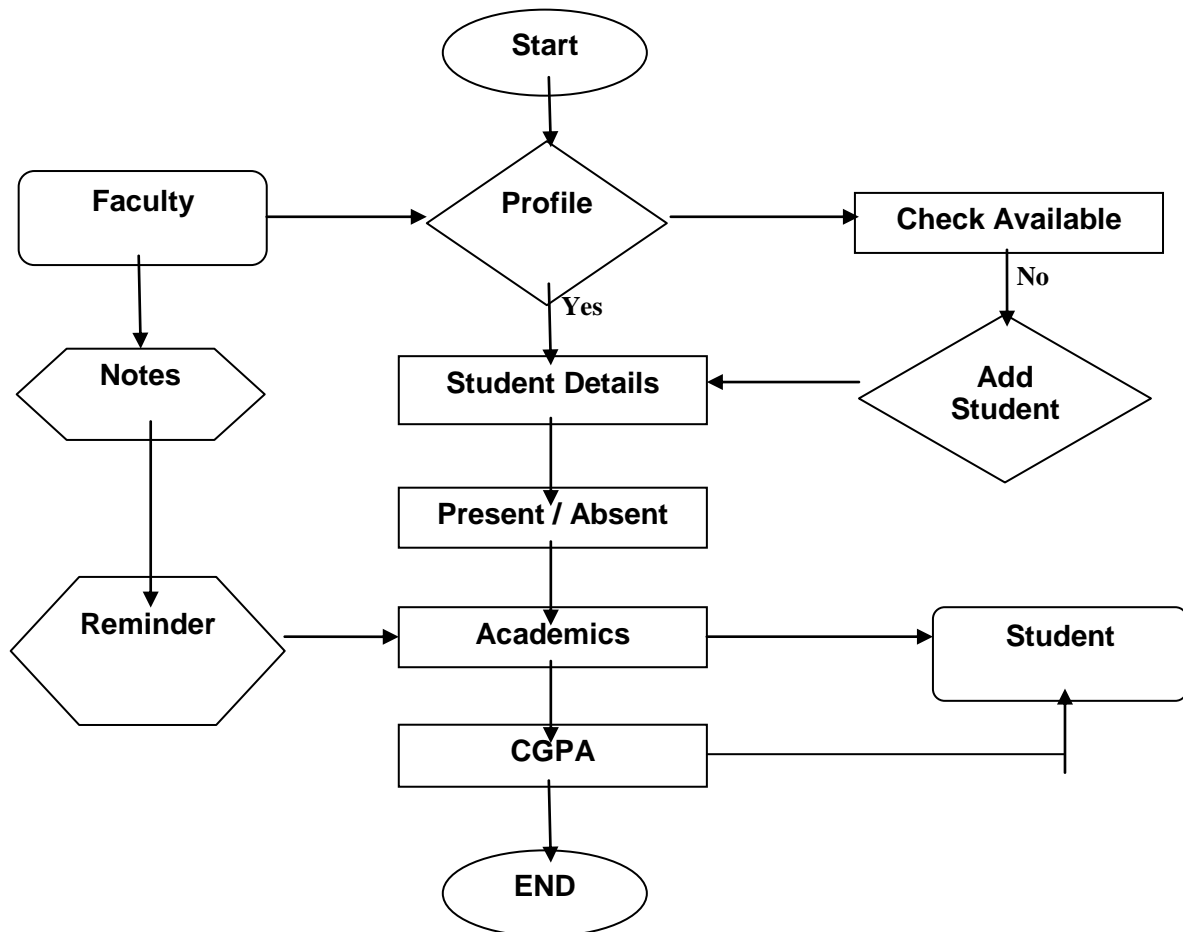 Start
Faculty
Profile
Check Available
No
Yes
Notes
Student Details
Add
Student
Present / Absent
Reminder
Academics
Student
CGPA
END